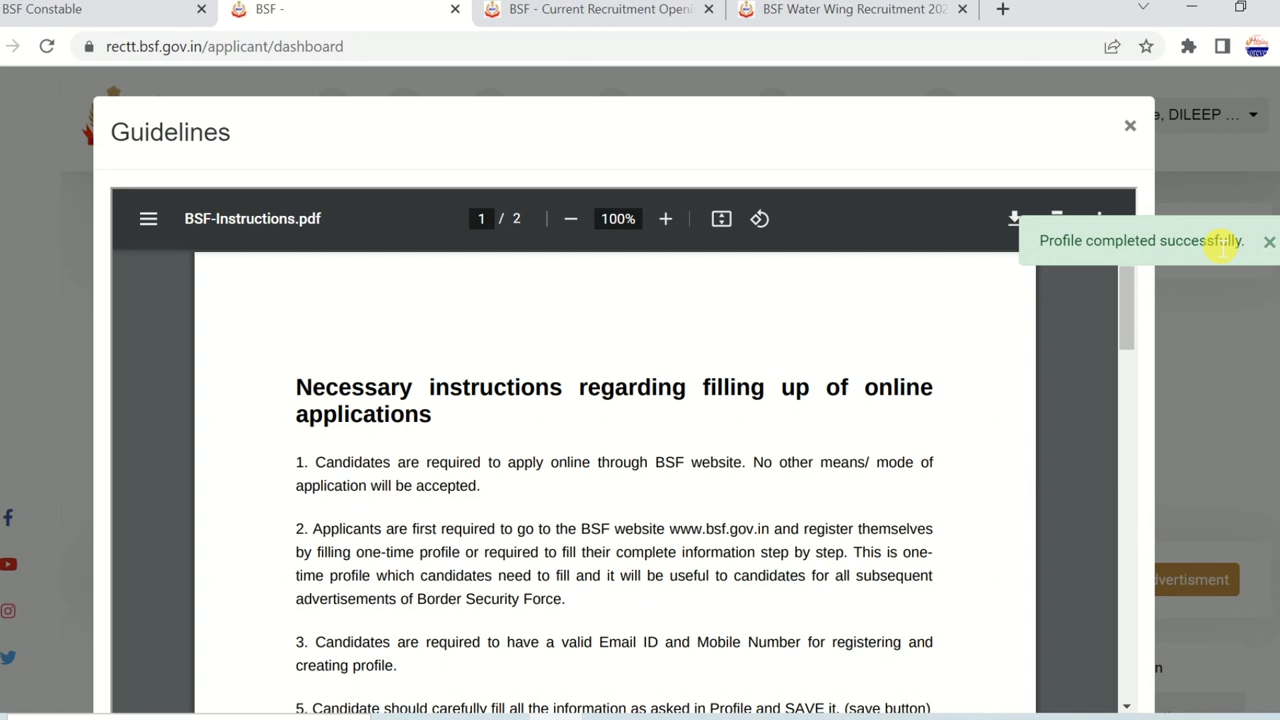 BSF Constable
BSF -
BSF - Current Recruitment Openi
BSF Water Wing Recruitment 202
rectt.bsf.gov.in/applicant/dashboard
Guidelines
e, DILEEP ...
BSF-Instructions.pdf
1 / 2
100%
Profile completed successfully.
Necessary instructions regarding filling up of online
applications
1. Candidates are required to apply online through BSF website. No other means/ mode of
application will be accepted.
2. Applicants are first required to go to the BSF website www.bsf.gov.in and register themselves
by filling one-time profile or required to fill their complete information step by step. This is one-
time profile which candidates need to fill and it will be useful to candidates for all subsequent
advertisements of Border Security Force.
dvertisment
3. Candidates are required to have a valid Email ID and Mobile Number for registering and
creating profile.
n
5. Candidate should carefully fill all the information as asked in Profile and SAVE it. (save button)